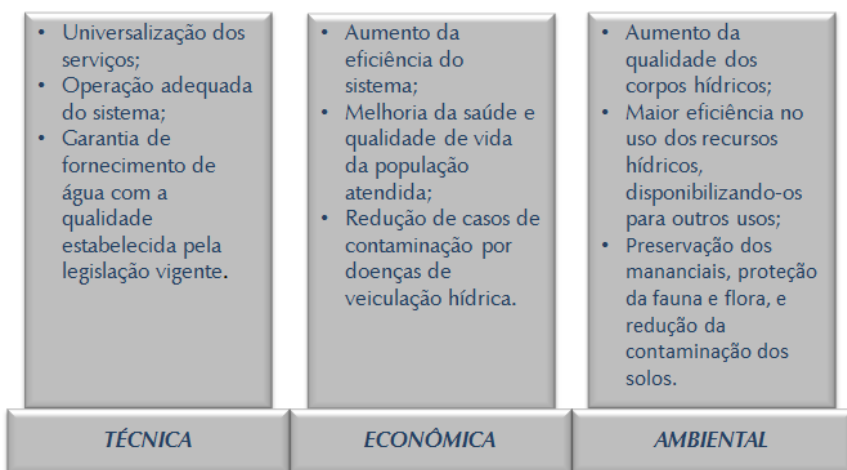 • Universalização dos
serviços;
• Operação adequada
do sistema;
• Garantia de
fornecimento de
água com a
qualidade
estabelecida pela
legislação vigente.
TÉCNICA
• Aumento da
eficiência do
sistema;
• Melhoria da saúde e
qualidade de vida
da população
atendida;
• Redução de casos de
contaminação por
doenças de
veiculação hídrica.
ECONÔMICA
• Aumento da
qualidade dos
corpos hídricos;
• Maior eficiência no
uso dos recursos
hídricos,
disponibilizando-os
para outros usos;
• Preservação dos
mananciais, proteção
da fauna e flora, e
redução da
contaminação dos
solos.
AMBIENTAL